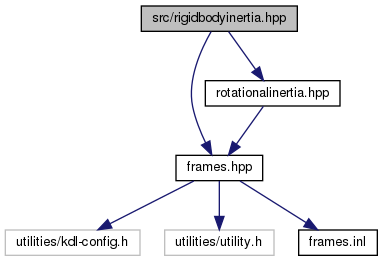 src/rigidbodyinertia.hpp
rotationalinertia.hpp
frames.hpp
utilities/kdl-config.h
utilities/utility.h
frames.inl